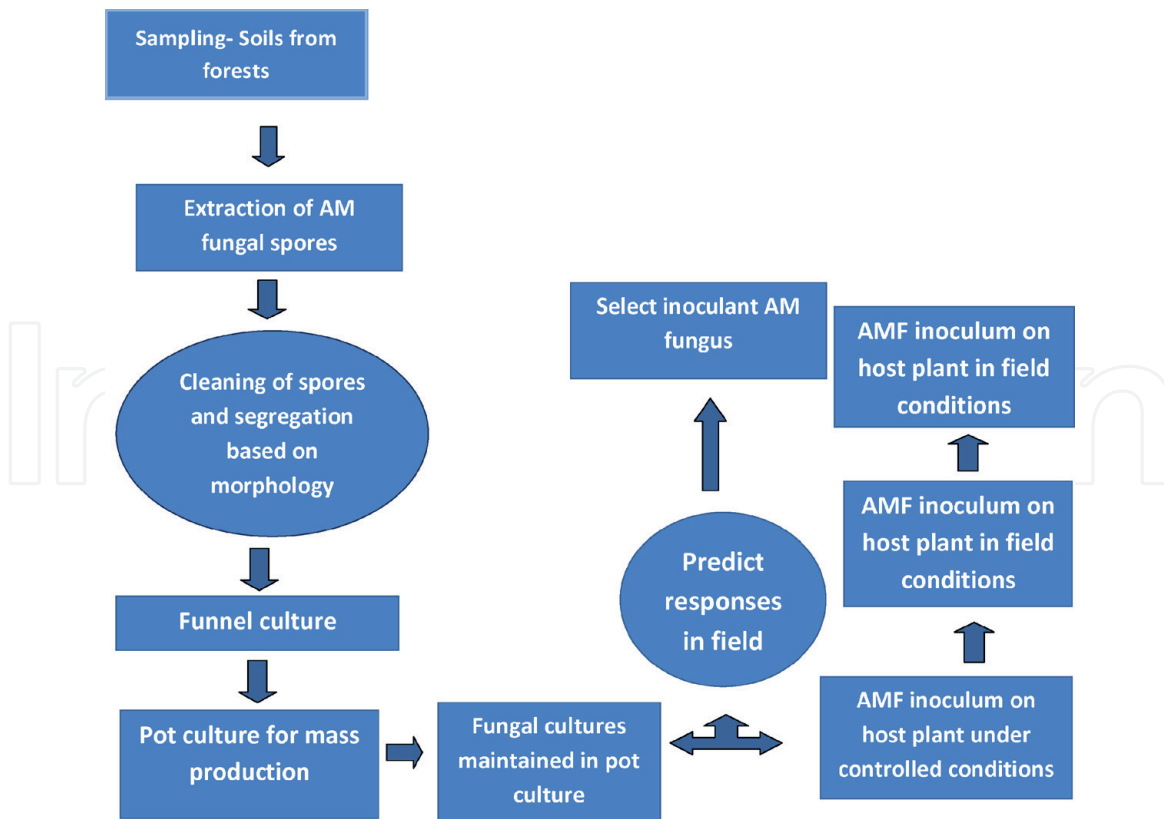 Sampling- Soils from
forests
Extraction of AM
fungal spores
Cleaning of spores
and segregation
based on
morphology
Funnel culture
Pot culture for mass
production
Fungal cultures
maintained in pot
culture
Predict
responses
in field
Select inoculant AM
fungus
AMF inoculum on
host plant under
controlled conditions
AMF inoculum on
host plant in field
conditions
AMF inoculum on
host plant in field
conditions